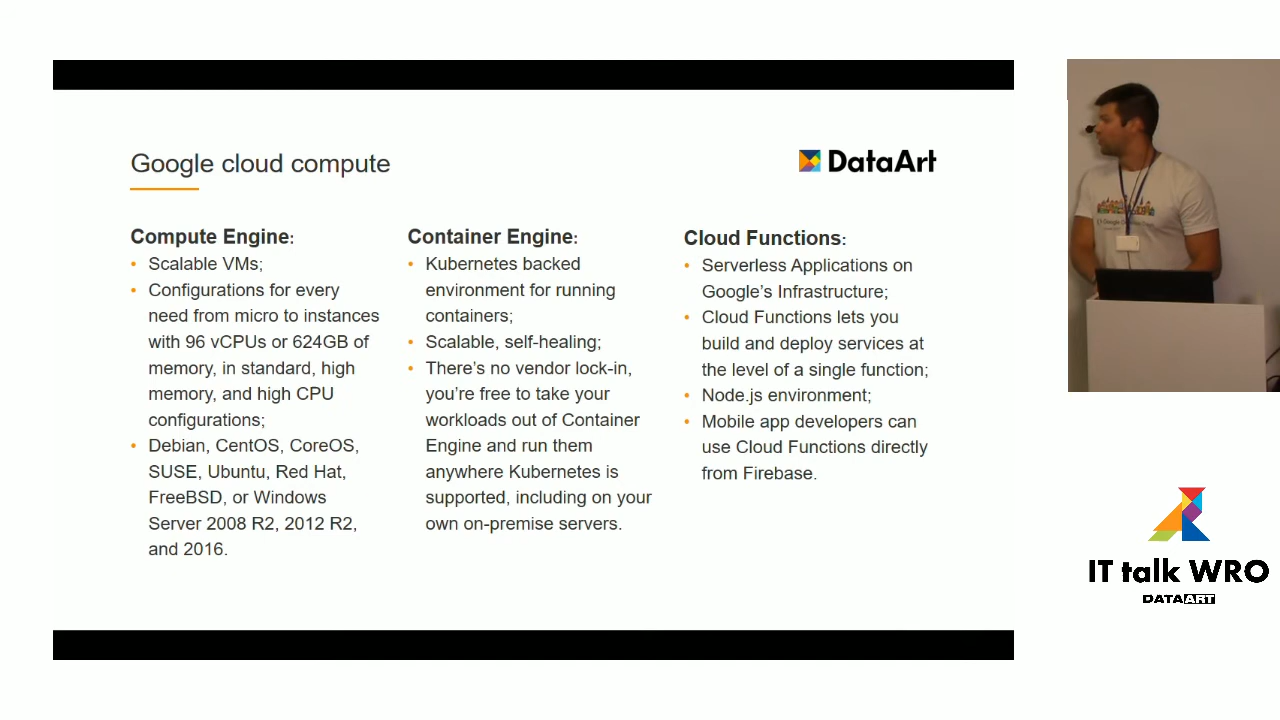 Google cloud compute
DataArt
Compute Engine:
• Scalable VMs;
• Configurations for every
need from micro to instances
with 96 vCPUs or 624GB of
memory, in standard, high
memory, and high CPU
configurations;
• Debian, CentOS, CoreOS,
SUSE, Ubuntu, Red Hat,
FreeBSD, or Windows
Server 2008 R2, 2012 R2,
and 2016.
Container Engine:
• Kubernetes backed
environment for running
containers;
• Scalable, self-healing;
• There’s no vendor lock-in,
you’re free to take your
workloads out of Container
Engine and run them
anywhere Kubernetes is
supported, including on your
own on-premise servers.
Cloud Functions:
• Serverless Applications on
Google’s Infrastructure;
• Cloud Functions lets you
build and deploy services at
the level of a single function;
• Node.js environment;
• Mobile app developers can
use Cloud Functions directly
from Firebase.
IT talk WRO
DATAART